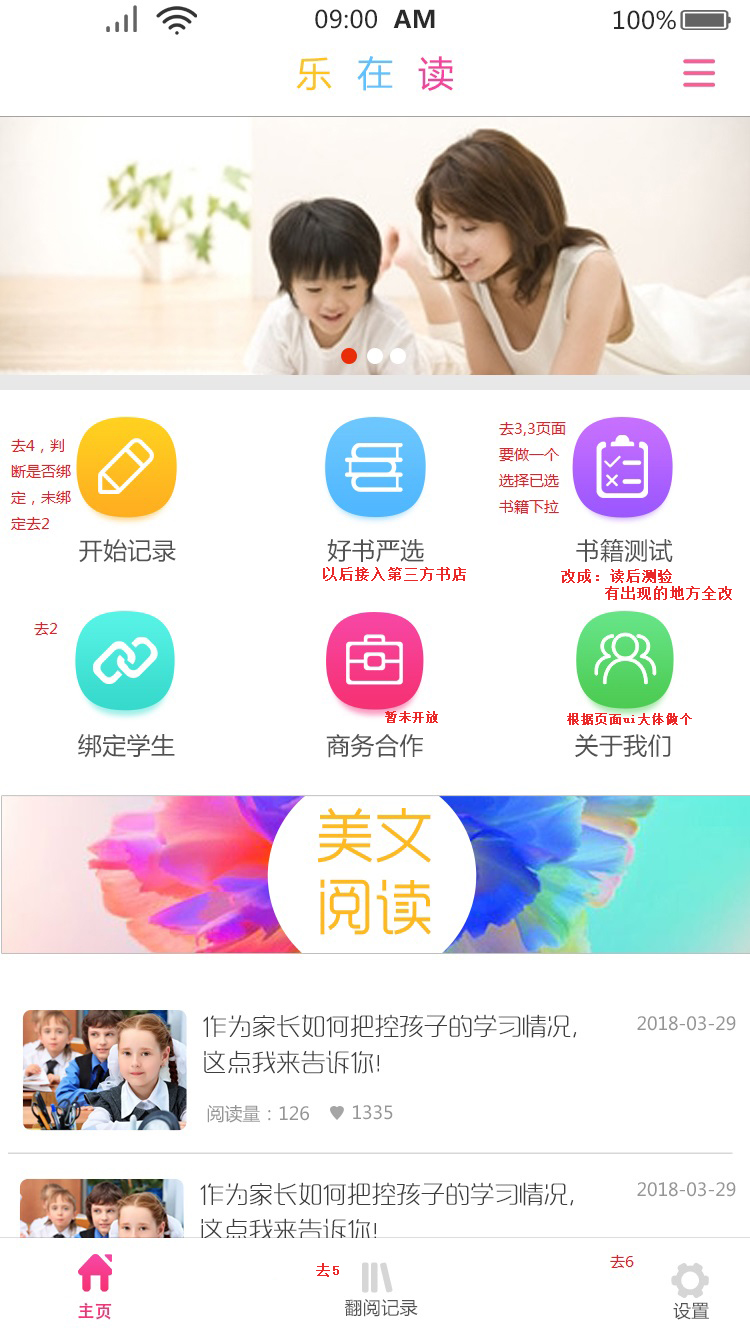 09:00 AM
100%
乐在读
去4，判
断是否绑
定，未绑
定去2
去3,3页面
要做一个
选择已选
书籍下拉
开始记录
好书严选
书籍测试
以后接入第三方书店
改成：读后测验
有出现的地方全改
去2
暂未开放
根据页面ui大体做个
绑定学生
商务合作
关于我们
美文
阅读
作为家长如何把控孩子的学习情况,
这点我来告诉你!
2018-03-29
阅读量：126
1335
作为家长如何把控孩子的学习情况,
这点我来告诉你!
2018-03-29
去5
去6
主页
翻阅记录
设置